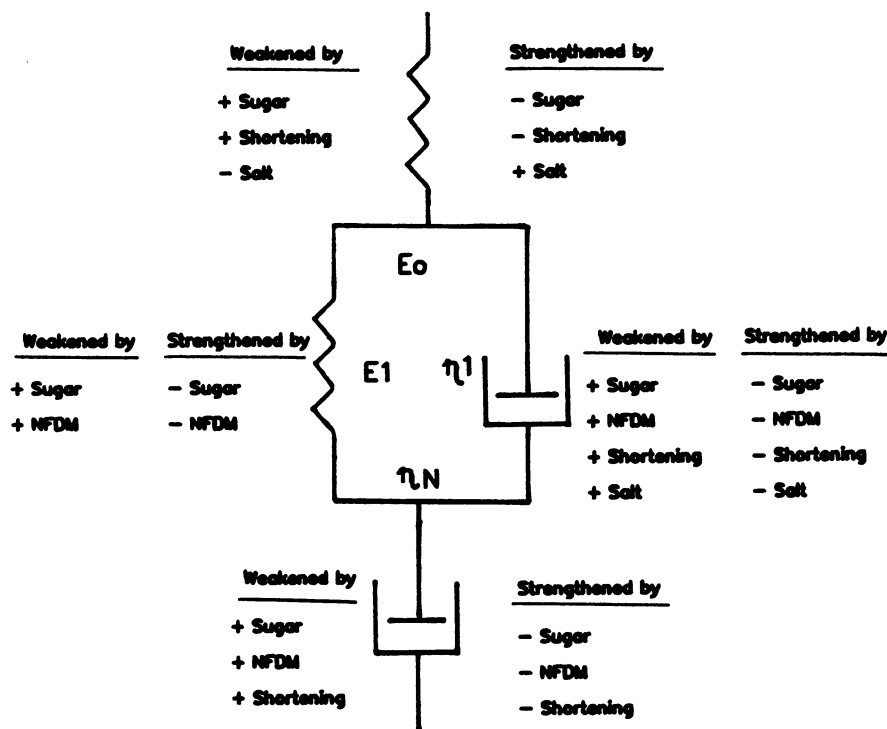 Weakened by
+ Sugar
+ Shortening
- Salt
Strengthened by
- Sugar
- Shortening
+ Salt
Eo
E1
η1
ηN
Weakened by
+ Sugar
+ NFDM
Strengthened by
- Sugar
- NFDM
Weakened by
+ Sugar
+ NFDM
+ Shortening
+ Salt
Strengthened by
- Sugar
- NFDM
- Shortening
- Salt
Weakened by
+ Sugar
+ NFDM
+ Shortening
Strengthened by
- Sugar
- NFDM
- Shortening